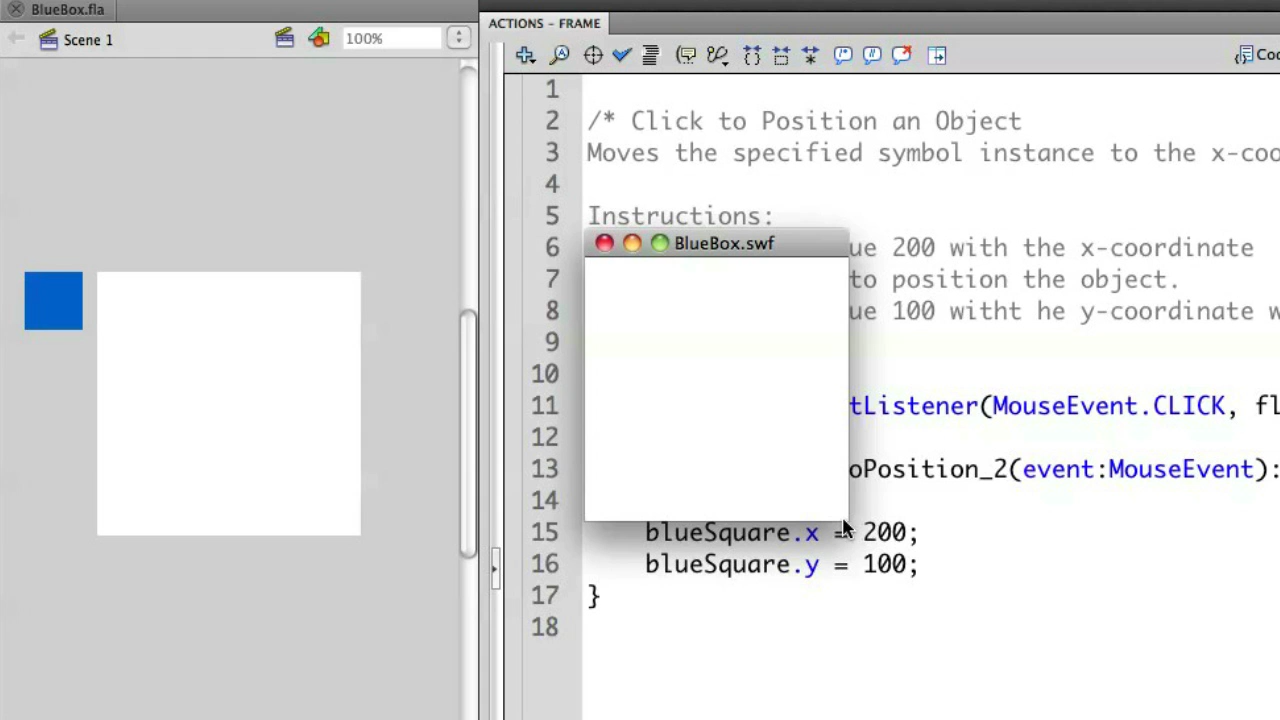 BlueBox.fla
Scene 1
100%
ACTIONS – FRAME
1
2 /* Click to Position an Object
3 Moves the specified symbol instance to the x-coo
4
5 Instructions:
BlueBox.swf
6 ue 200 with the x-coordinate
7 to position the object.
8 ue 100 witht he y-coordinate w
9
10
11 tListener(MouseEvent.CLICK, fl
12
13 oPosition_2(event:MouseEvent):
14
15 blueSquare.x = 200;
16 blueSquare.y = 100;
17 }
18